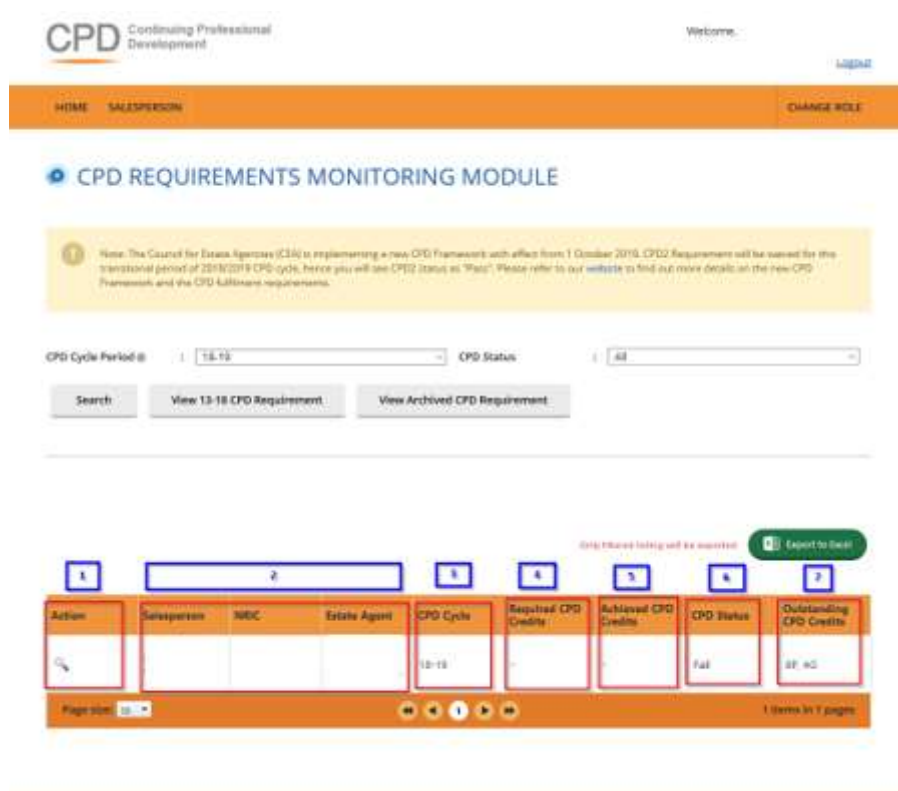 CPD Continuing Professional
Development
Welcome,
Logout
HOME SALESPERSON CHANGE ROLE
CPD REQUIREMENTS MONITORING MODULE
Note: The Council for Estate Agencies (CEA) is implementing a new CPD Framework with effect from 1 October 2019. CPD2 Requirement will be waived for this
transitional period of 2018/2019 CPD cycle, hence you will see CPD2 Status as "Pass". Please refer to our website to find out more details on the new CPD
Framework and the CPD fulfilment requirements.
CPD Cycle Period : 18-19 CPD Status : All
Search View 13-18 CPD Requirement View Archived CPD Requirement
Only filtered listing will be exported Export to Excel
1 2 3 4 5 6 7
Action Salesperson NRIC Estate Agent CPD Cycle Required CPD Credits Achieved CPD Credits CPD Status Outstanding CPD Credits
18-19 - - Fail
Page size: 1 1 items in 1 pages